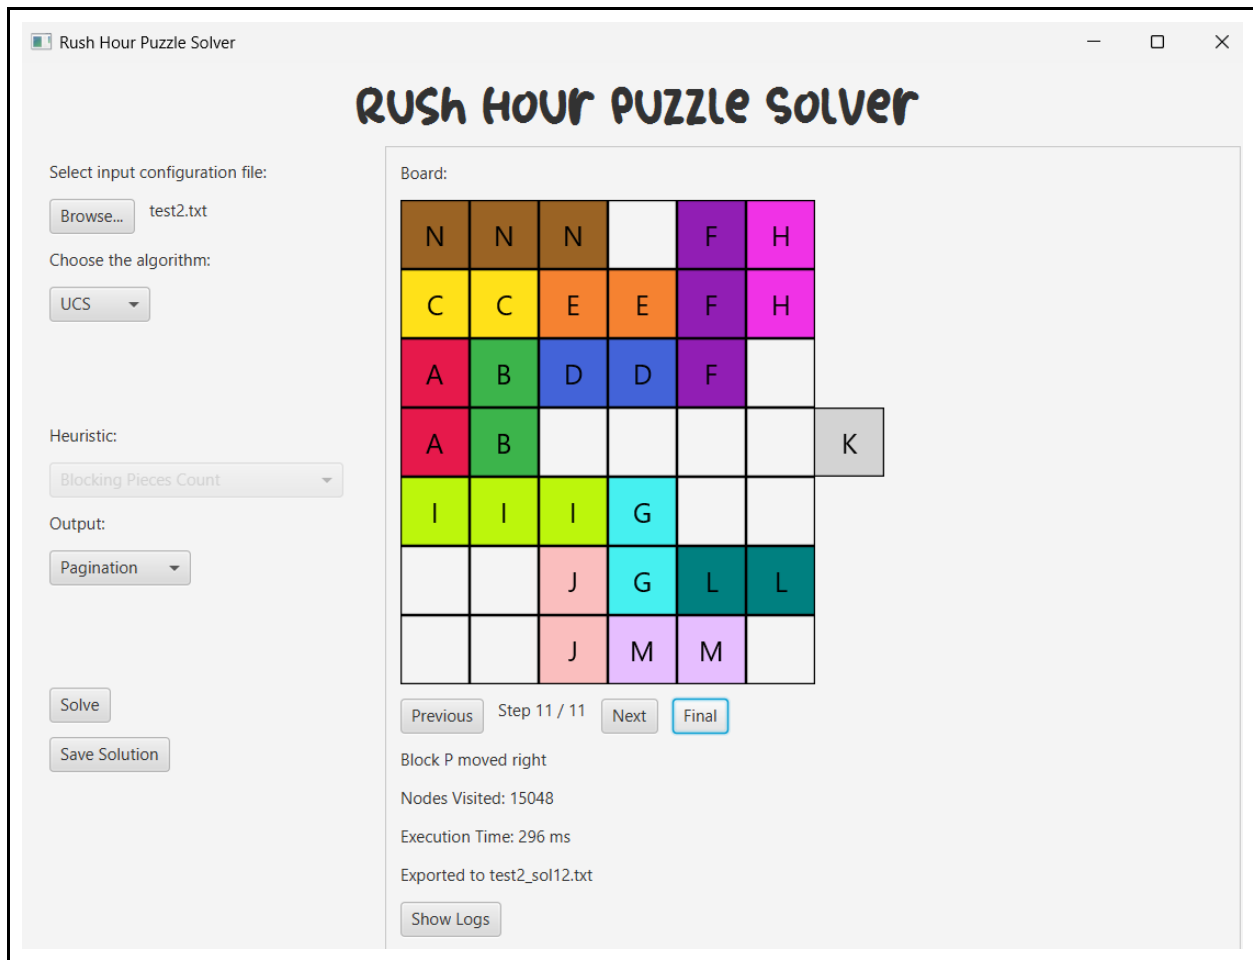 Rush Hour Puzzle Solver
Rush Hour Puzzle Solver
Select input configuration file:
Browse... test2.txt
Choose the algorithm:
UCS
Heuristic:
Blocking Pieces Count
Output:
Pagination
Solve
Save Solution
Board:
N N N F H
C C E E F H
A B D D F
A B K
I I I G
J G L L
J M M
Previous Step 11 / 11 Next Final
Block P moved right
Nodes Visited: 15048
Execution Time: 296 ms
Exported to test2_sol12.txt
Show Logs